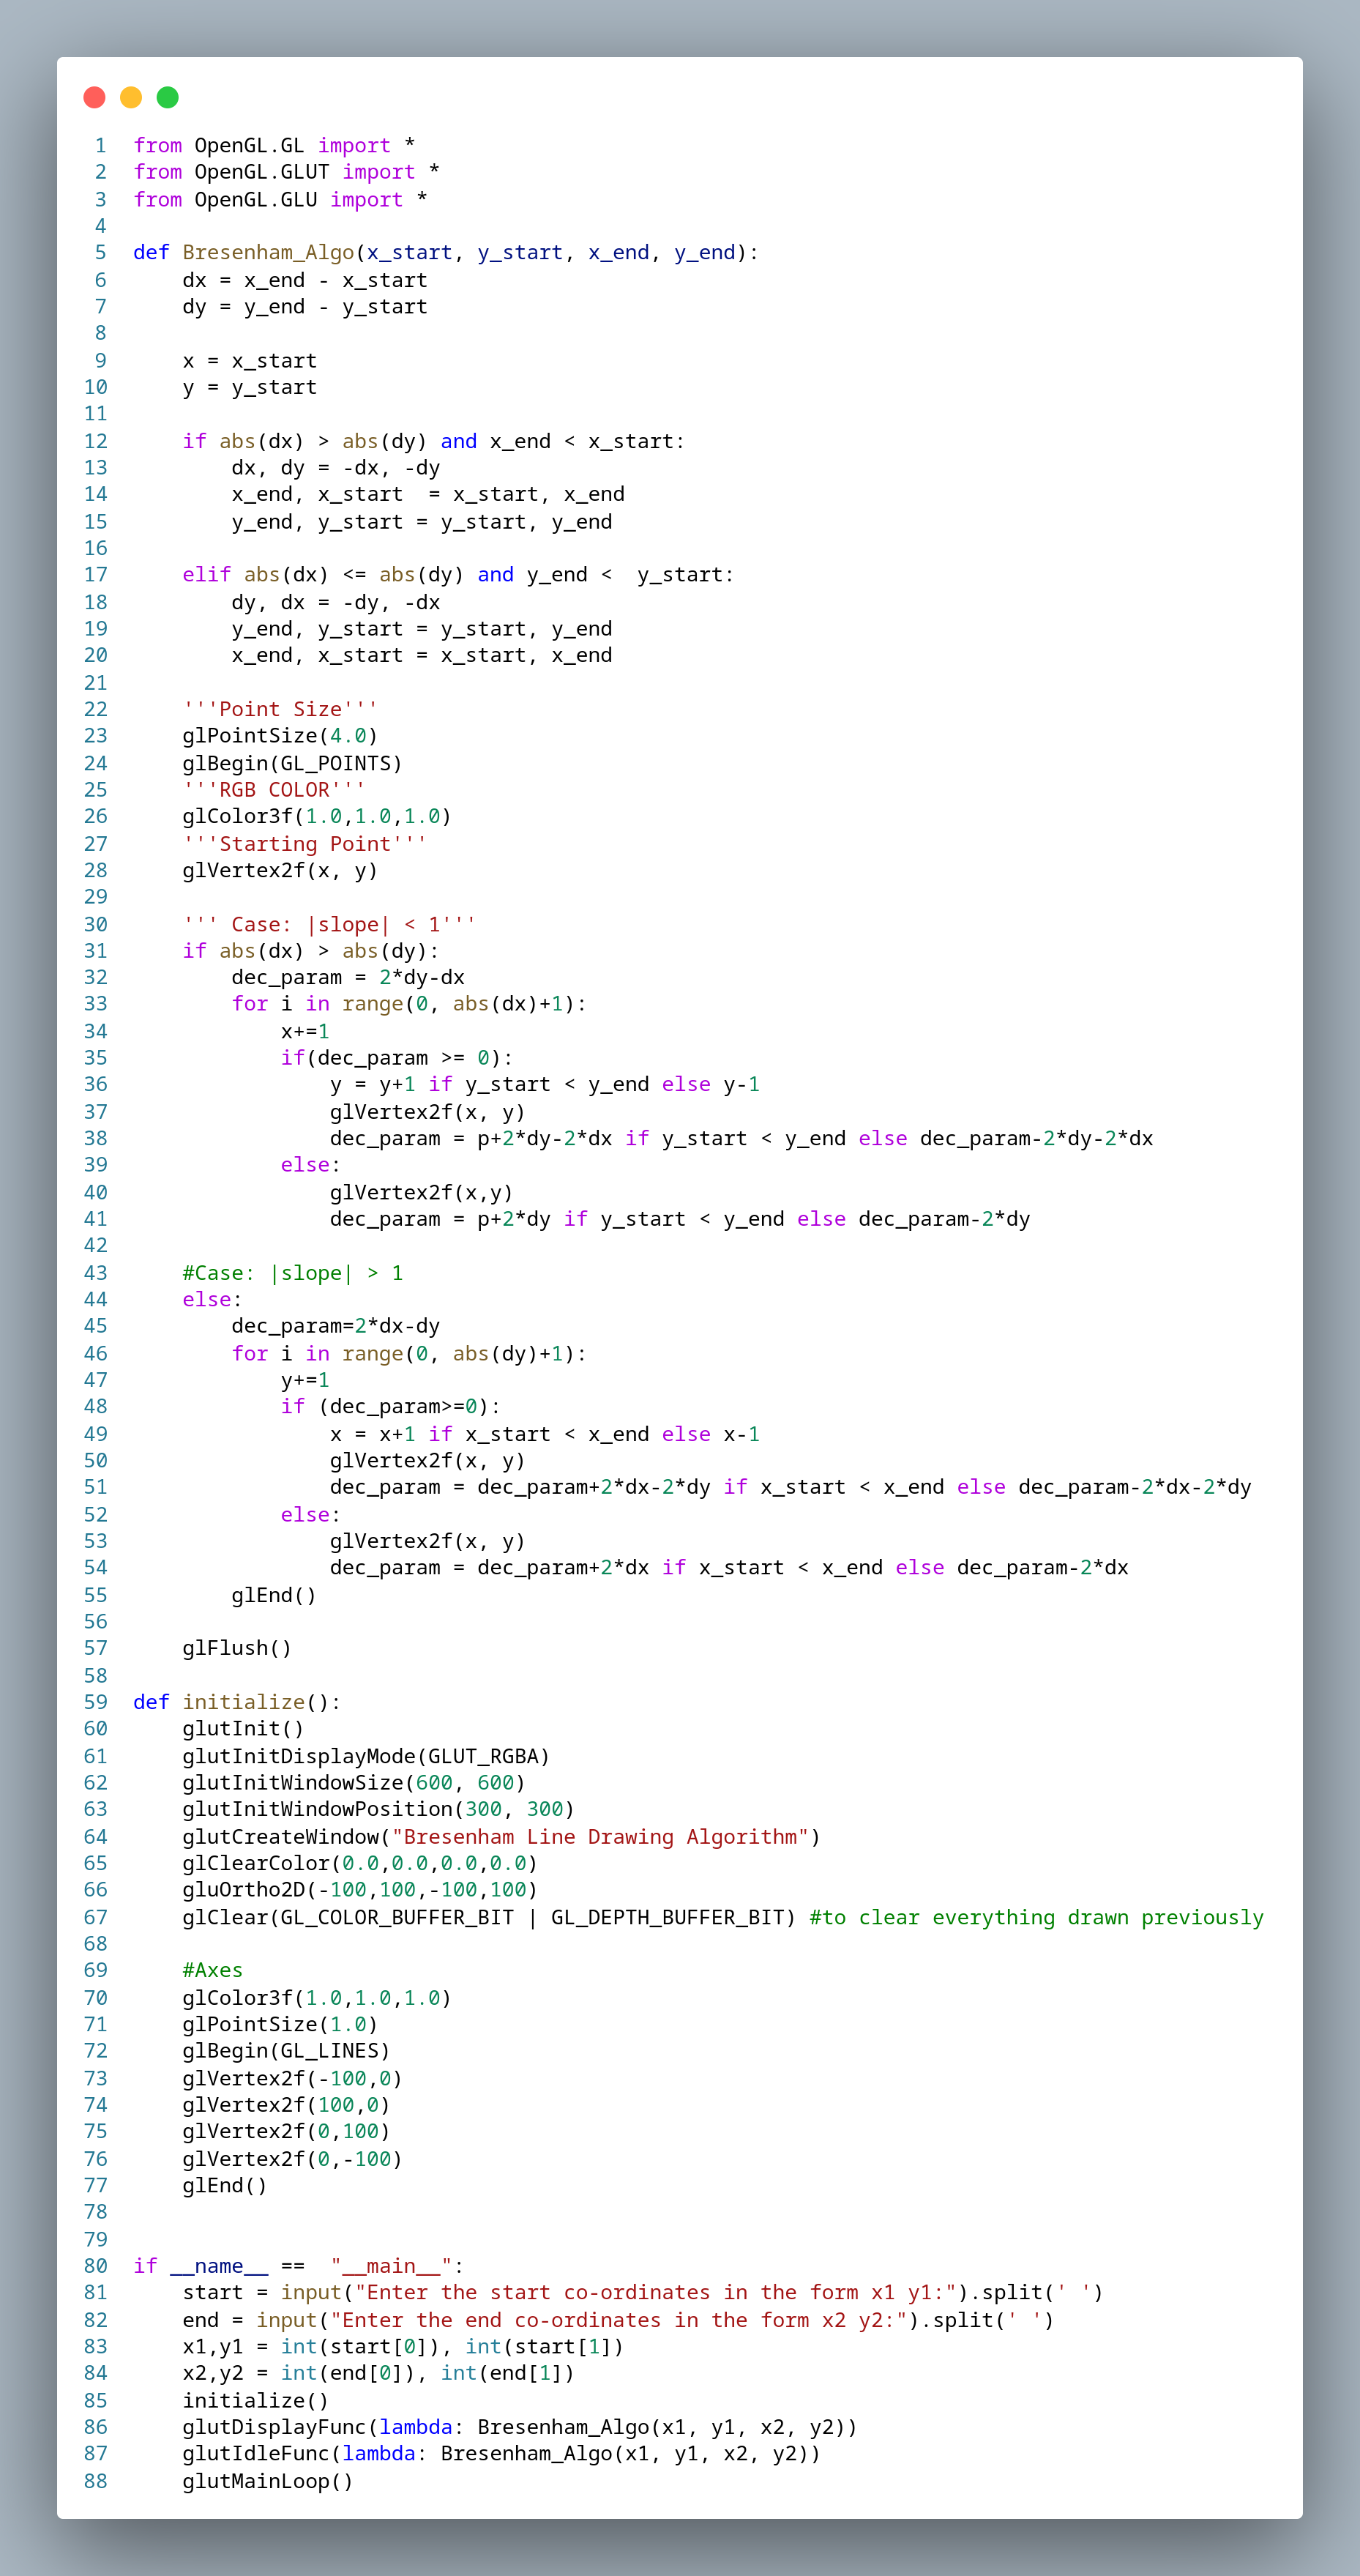 1 from OpenGL.GL import *
2 from OpenGL.GLUT import *
3 from OpenGL.GLU import *
4
5 def Bresenham_Algo(x_start, y_start, x_end, y_end):
6     dx = x_end - x_start
7     dy = y_end - y_start
8
9     x = x_start
10     y = y_start
11
12     if abs(dx) > abs(dy) and x_end < x_start:
13         dx, dy = -dx, -dy
14         x_end, x_start  = x_start, x_end
15         y_end, y_start = y_start, y_end
16
17     elif abs(dx) <= abs(dy) and y_end <  y_start:
18         dy, dx = -dy, -dx
19         y_end, y_start = y_start, y_end
20         x_end, x_start = x_start, x_end
21
22     '''Point Size'''
23     glPointSize(4.0)
24     glBegin(GL_POINTS)
25     '''RGB COLOR'''
26     glColor3f(1.0,1.0,1.0)
27     '''Starting Point'''
28     glVertex2f(x, y)
29
30     ''' Case: |slope| < 1'''
31     if abs(dx) > abs(dy):
32         dec_param = 2*dy-dx
33         for i in range(0, abs(dx)+1):
34             x+=1
35             if(dec_param >= 0):
36                 y = y+1 if y_start < y_end else y-1
37                 glVertex2f(x, y)
38                 dec_param = p+2*dy-2*dx if y_start < y_end else dec_param-2*dy-2*dx
39             else:
40                 glVertex2f(x,y)
41                 dec_param = p+2*dy if y_start < y_end else dec_param-2*dy
42
43     #Case: |slope| > 1
44     else:
45         dec_param=2*dx-dy
46         for i in range(0, abs(dy)+1):
47             y+=1
48             if (dec_param>=0):
49                 x = x+1 if x_start < x_end else x-1
50                 glVertex2f(x, y)
51                 dec_param = dec_param+2*dx-2*dy if x_start < x_end else dec_param-2*dx-2*dy
52             else:
53                 glVertex2f(x, y)
54                 dec_param = dec_param+2*dx if x_start < x_end else dec_param-2*dx
55         glEnd()
56
57     glFlush()
58
59 def initialize():
60     glutInit()
61     glutInitDisplayMode(GLUT_RGBA)
62     glutInitWindowSize(600, 600)
63     glutInitWindowPosition(300, 300)
64     glutCreateWindow("Bresenham Line Drawing Algorithm")
65     glClearColor(0.0,0.0,0.0,0.0)
66     gluOrtho2D(-100,100,-100,100)
67     glClear(GL_COLOR_BUFFER_BIT | GL_DEPTH_BUFFER_BIT) #to clear everything drawn previously
68
69     #Axes
70     glColor3f(1.0,1.0,1.0)
71     glPointSize(1.0)
72     glBegin(GL_LINES)
73     glVertex2f(-100,0)
74     glVertex2f(100,0)
75     glVertex2f(0,100)
76     glVertex2f(0,-100)
77     glEnd()
78
79
80 if __name__ ==  "__main__":
81     start = input("Enter the start co-ordinates in the form x1 y1:").split(' ')
82     end = input("Enter the end co-ordinates in the form x2 y2:").split(' ')
83     x1,y1 = int(start[0]), int(start[1])
84     x2,y2 = int(end[0]), int(end[1])
85     initialize()
86     glutDisplayFunc(lambda: Bresenham_Algo(x1, y1, x2, y2))
87     glutIdleFunc(lambda: Bresenham_Algo(x1, y1, x2, y2))
88     glutMainLoop()